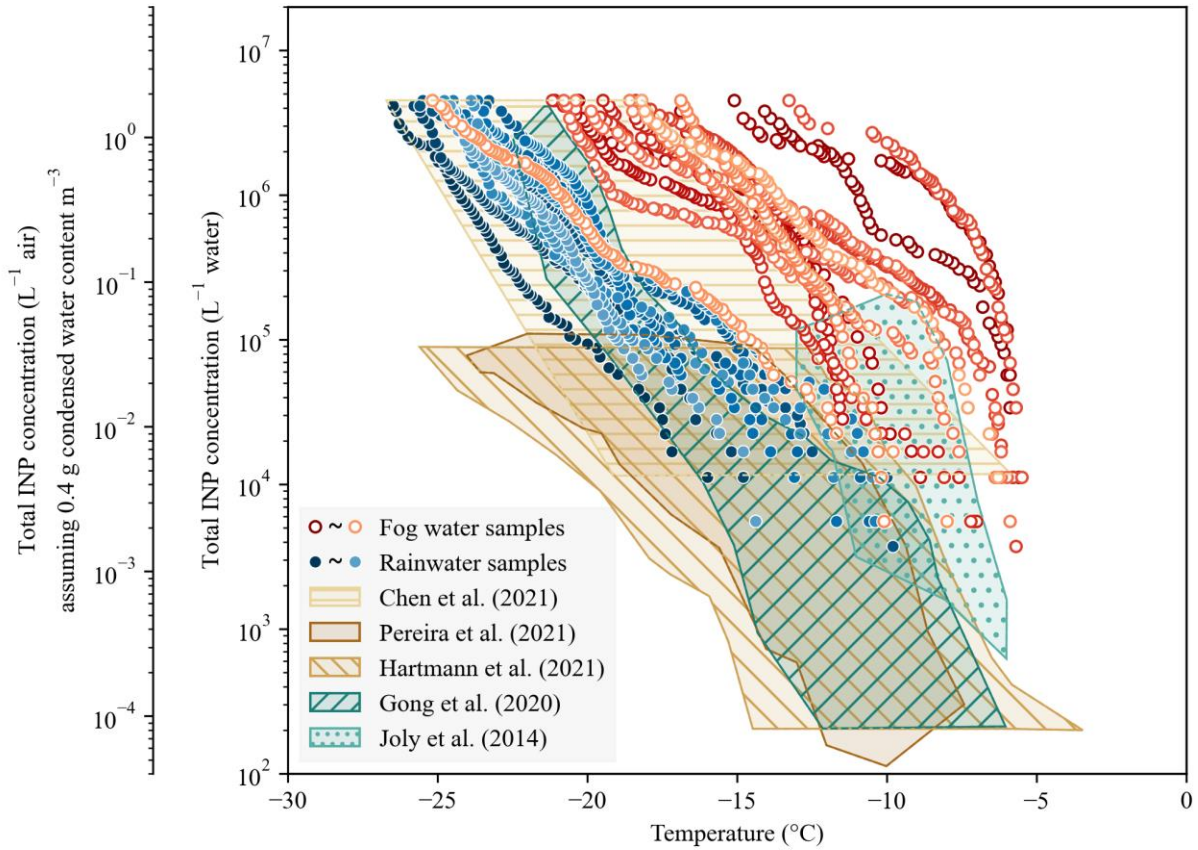 Total INP concentration (L⁻¹ air)
assuming 0.4 g condensed water content m⁻³
10⁰
10⁻¹
10⁻²
10⁻³
10⁻⁴
Total INP concentration (L⁻¹ water)
10⁷
10⁶
10⁵
10⁴
10³
10²
~ Fog water samples
~ Rainwater samples
Chen et al. (2021)
Pereira et al. (2021)
Hartmann et al. (2021)
Gong et al. (2020)
Joly et al. (2014)
−30 −25 −20 −15 −10 −5 0
Temperature (°C)